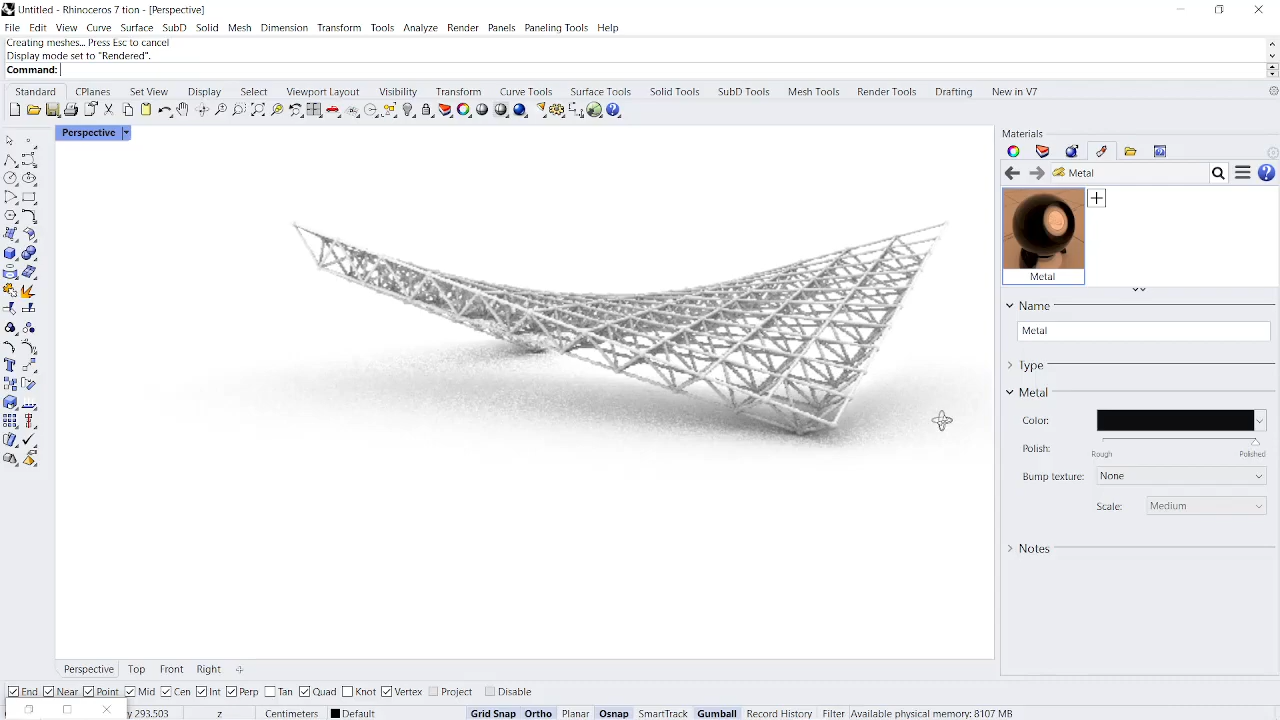 Untitled - Rhinoceros 7 tion - [Perspective]
File Edit View Curve Surface SubD Solid Mesh Dimension Transform Tools Analyze Render Panels Paneling Tools Help
Creating meshes... Press Esc to cancel
Display mode set to "Rendered".
Command:
Standard CPlanes Set View Display Select Viewport Layout Visibility Transform Curve Tools Surface Tools Solid Tools SubD Tools Mesh Tools Render Tools Drafting New in V7
Perspective
Materials
Metal
Metal
Name
Metal
Type
Metal
Color:
Polish:
Rough Polished
Bump texture: None
Scale: Medium
Notes
Perspective Top Front Right
End Near Point Mid Cen Int Perp Tan Quad Knot Vertex Project Disable
y 293.503 z Centimeters Default Grid Snap Ortho Planar Osnap SmartTrack Gumball Record History Filter Available physical memory: 8107 MB